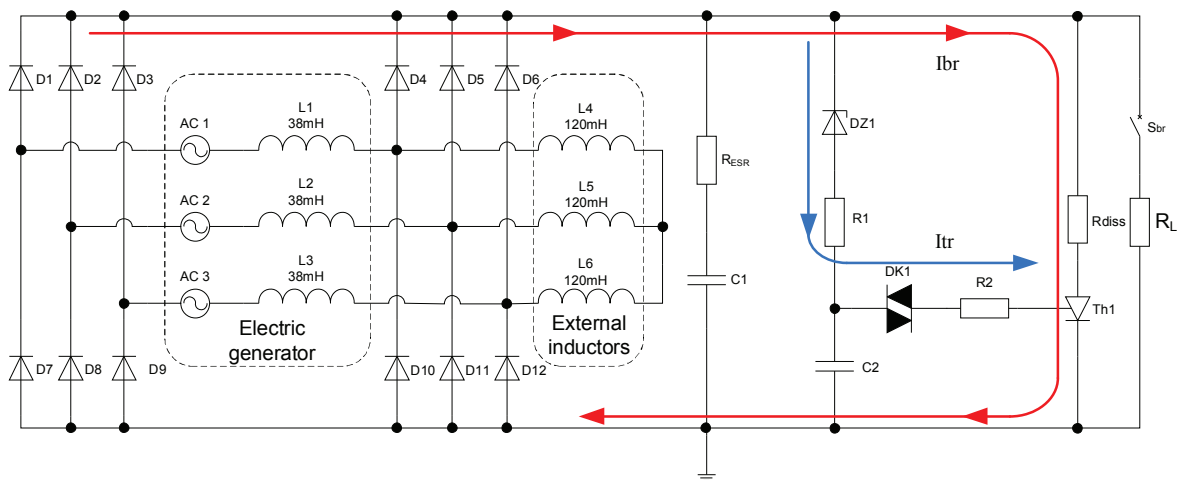 Ibr
D1
D2
D3
D4
D5
D6
L1
38mH
AC 1
L4
120mH
DZ1
Sbr
RESR
L2
38mH
AC 2
L5
120mH
R1
Rdiss
RL
Itr
L3
38mH
AC 3
L6
120mH
C1
DK1
R2
Th1
Electric
generator
External
inductors
D7
D8
D9
D10
D11
D12
C2